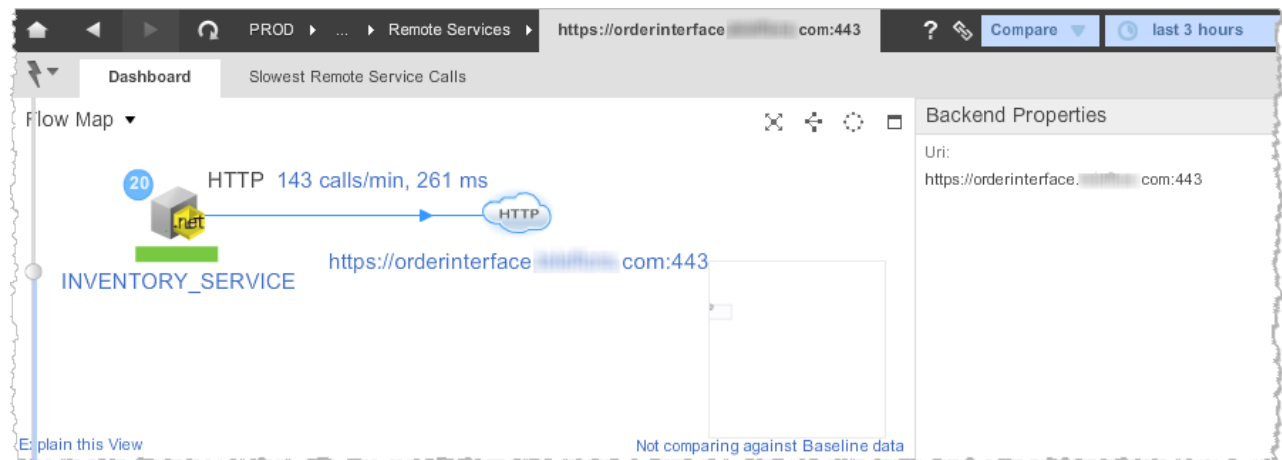 PROD ... Remote Services https://orderinterface com:443 ? Compare last 3 hours
Dashboard Slowest Remote Service Calls
Flow Map
Backend Properties
Uri:
https://orderinterface. com:443
20 HTTP 143 calls/min, 261 ms
.net
HTTP
https://orderinterface com:443
INVENTORY_SERVICE
Explain this View
Not comparing against Baseline data